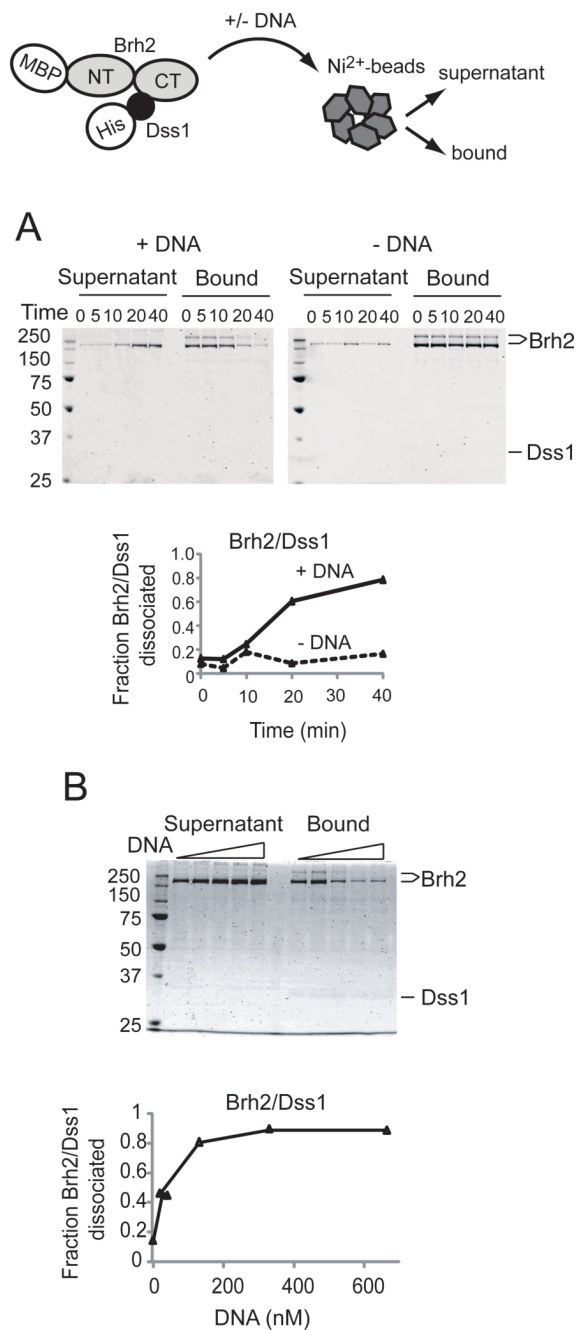 +/- DNA
Brh2
MBP NT CT
His
Dss1
Ni2+-beads
supernatant
bound
A
+ DNA - DNA
Supernatant Bound Supernatant Bound
Time 0 5 10 20 40 0 5 10 20 40 0 5 10 20 40 0 5 10 20 40
250
150
75
50
37
25
Brh2
Dss1
Brh2/Dss1
Fraction Brh2/Dss1
dissociated
1.0
0.8
0.6
0.4
0.2
0
+ DNA
- DNA
0 10 20 30 40
Time (min)
B
Supernatant Bound
DNA
250
150
75
50
37
25
Brh2
Dss1
Brh2/Dss1
Fraction Brh2/Dss1
dissociated
1
0.8
0.6
0.4
0.2
0
0 200 400 600
DNA (nM)